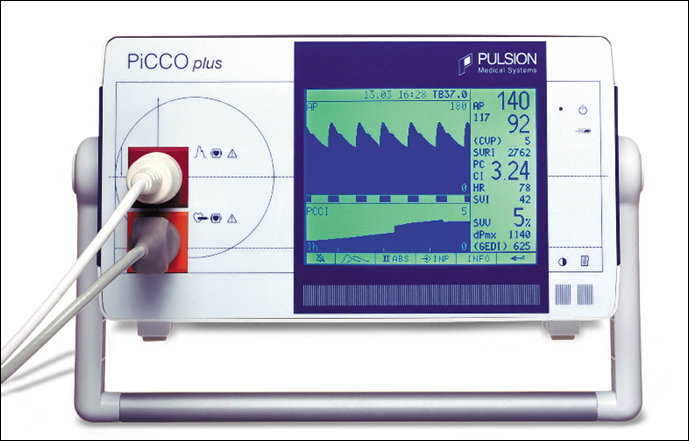 PiCCO plus
PULSION
Medical Systems
13.03 16:28 TB37.0
AP 180
0
PCCI 5
0
1h
AP 140
117 92
(CVP) 5
SVRI 2762
PC
CI 3.24
HR 78
SVI 42
SVV 5%
dPmx 1140
(GEDI) 625
II ABS INP INFO